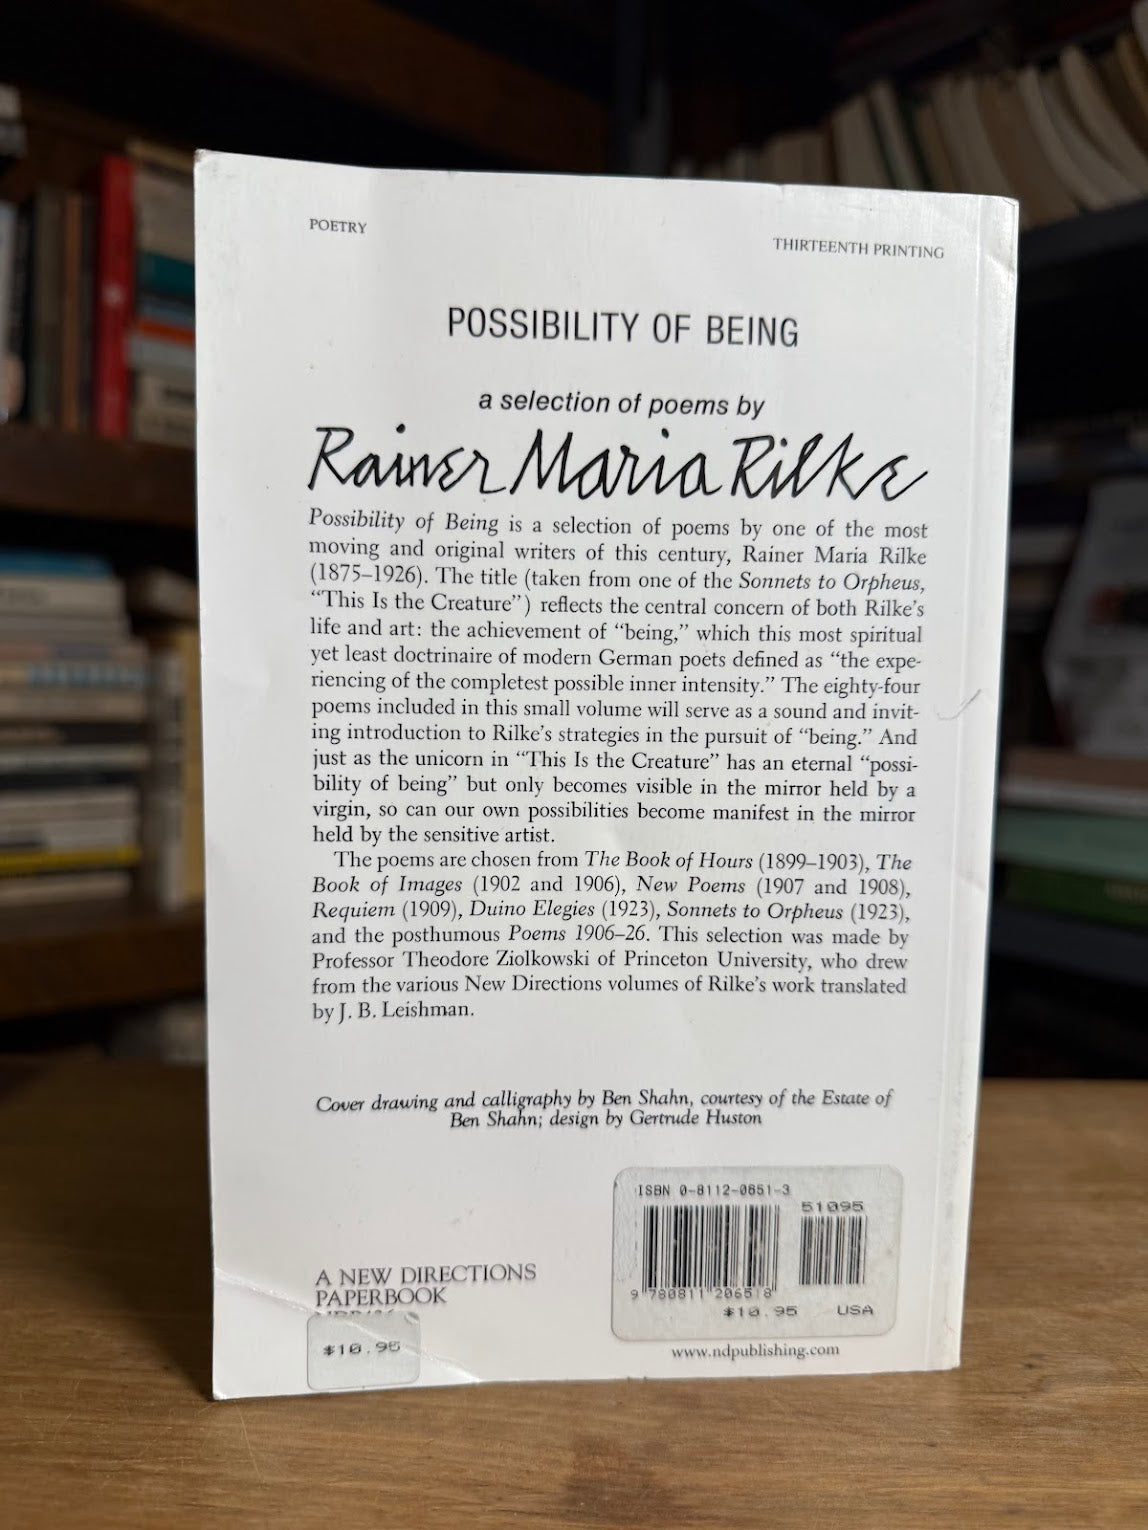 POETRY
THIRTEENTH PRINTING
POSSIBILITY OF BEING
a selection of poems by
Rainer Maria Rilke
Possibility of Being is a selection of poems by one of the most
moving and original writers of this century, Rainer Maria Rilke
(1875–1926). The title (taken from one of the Sonnets to Orpheus,
“This Is the Creature”) reflects the central concern of both Rilke’s
life and art: the achievement of “being,” which this most spiritual
yet least doctrinaire of modern German poets defined as “the expe-
riencing of the completest possible inner intensity.” The eighty-four
poems included in this small volume will serve as a sound and invit-
ing introduction to Rilke’s strategies in the pursuit of “being.” And
just as the unicorn in “This Is the Creature” has an eternal “possi-
bility of being” but only becomes visible in the mirror held by a
virgin, so can our own possibilities become manifest in the mirror
held by the sensitive artist.
The poems are chosen from The Book of Hours (1899–1903), The
Book of Images (1902 and 1906), New Poems (1907 and 1908),
Requiem (1909), Duino Elegies (1923), Sonnets to Orpheus (1923),
and the posthumous Poems 1906–26. This selection was made by
Professor Theodore Ziolkowski of Princeton University, who drew
from the various New Directions volumes of Rilke’s work translated
by J. B. Leishman.
Cover drawing and calligraphy by Ben Shahn, courtesy of the Estate of
Ben Shahn; design by Gertrude Huston
ISBN 0-8112-0651-3
51095
9 780811 206518
$10.95 USA
A NEW DIRECTIONS
PAPERBOOK
$10.95
www.ndpublishing.com